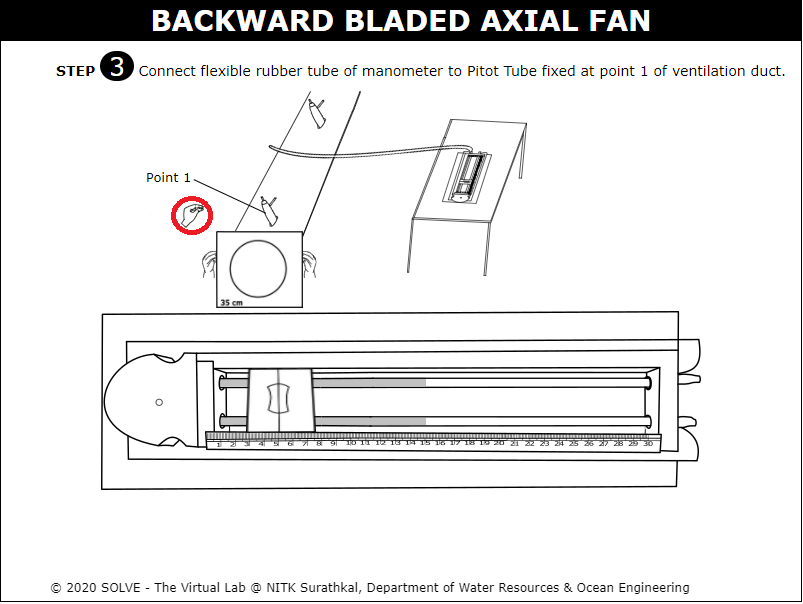 BACKWARD BLADED AXIAL FAN
STEP 3 Connect flexible rubber tube of manometer to Pitot Tube fixed at point 1 of ventilation duct.
Point 1
35 cm
1 2 3 4 5 6 7 8 9 10 11 12 13 14 15 16 17 18 19 20 21 22 23 24 25 26 27 28 29 30
© 2020 SOLVE - The Virtual Lab @ NITK Surathkal, Department of Water Resources & Ocean Engineering